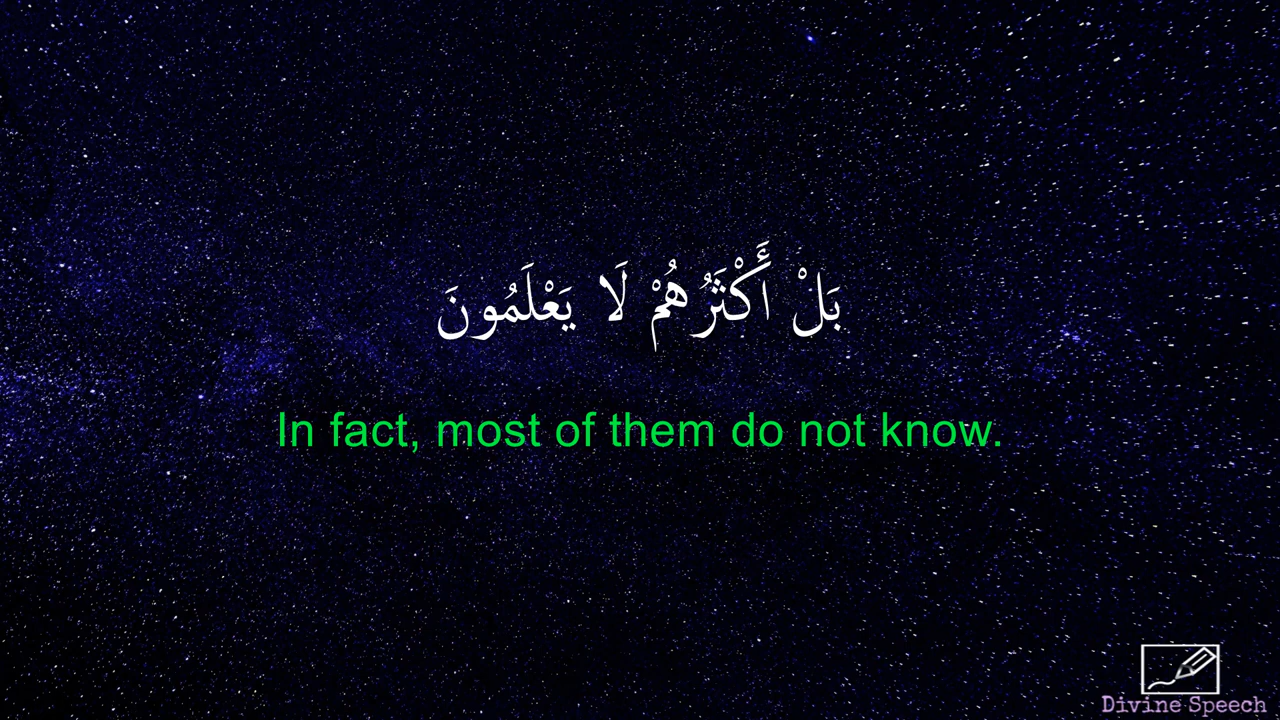 بَلْ أَكْثَرُهُمْ لَا يَعْلَمُونَ
In fact, most of them do not know.
Divine Speech